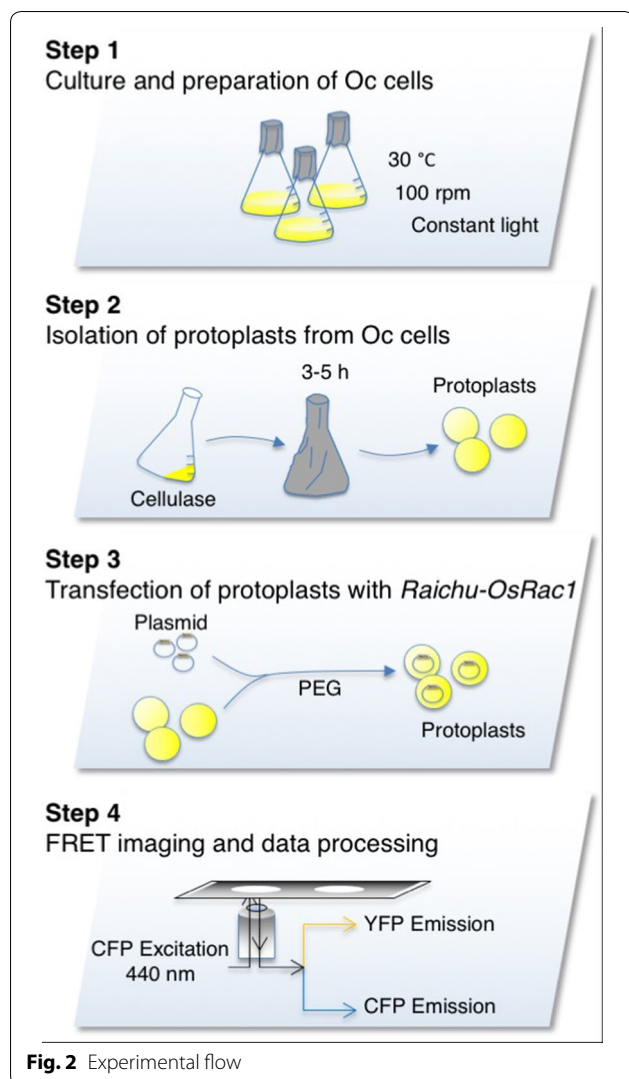 Step 1
Culture and preparation of Oc cells
30 °C
100 rpm
Constant light
Step 2
Isolation of protoplasts from Oc cells
3-5 h
Protoplasts
Cellulase
Step 3
Transfection of protoplasts with Raichu-OsRac1
Plasmid
PEG
Protoplasts
Step 4
FRET imaging and data processing
CFP Excitation
440 nm
YFP Emission
CFP Emission
Fig. 2 Experimental flow